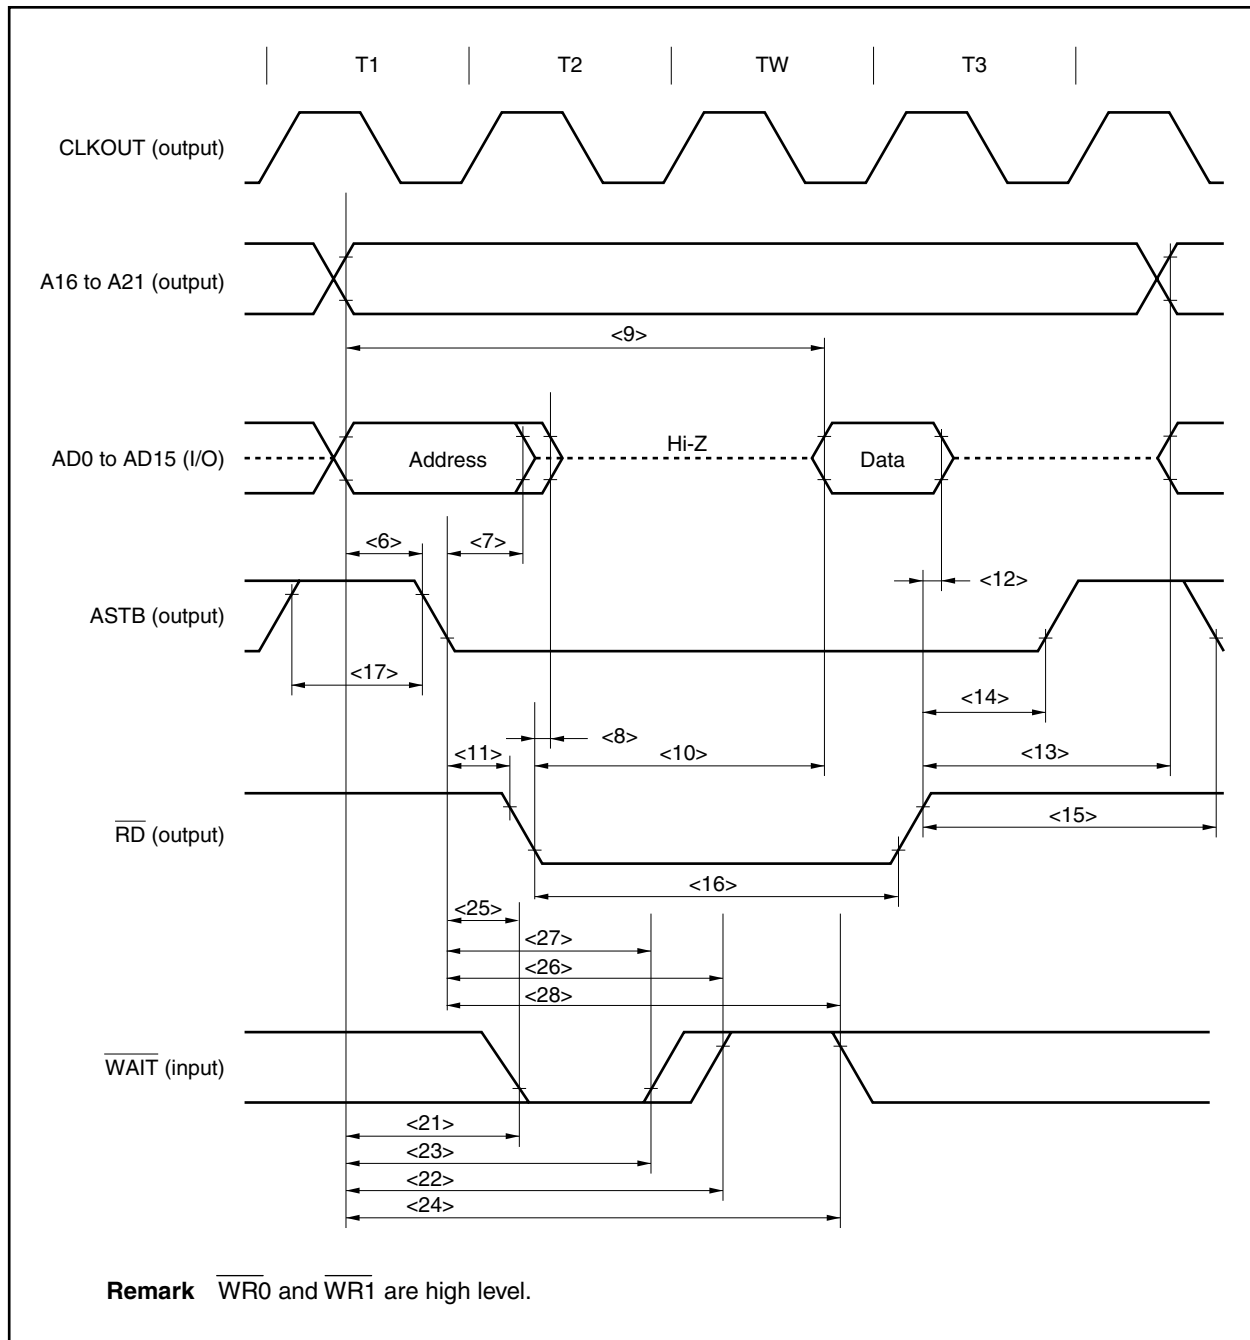 T1 T2 TW T3
CLKOUT (output)
A16 to A21 (output)
<9>
AD0 to AD15 (I/O)
Address
Hi-Z
Data
<6>
<7>
<12>
ASTB (output)
<17>
<14>
<8>
<11>
<10>
<13>
RD (output)
<15>
<16>
<25>
<27>
<26>
<28>
WAIT (input)
<21>
<23>
<22>
<24>
Remark WR0 and WR1 are high level.